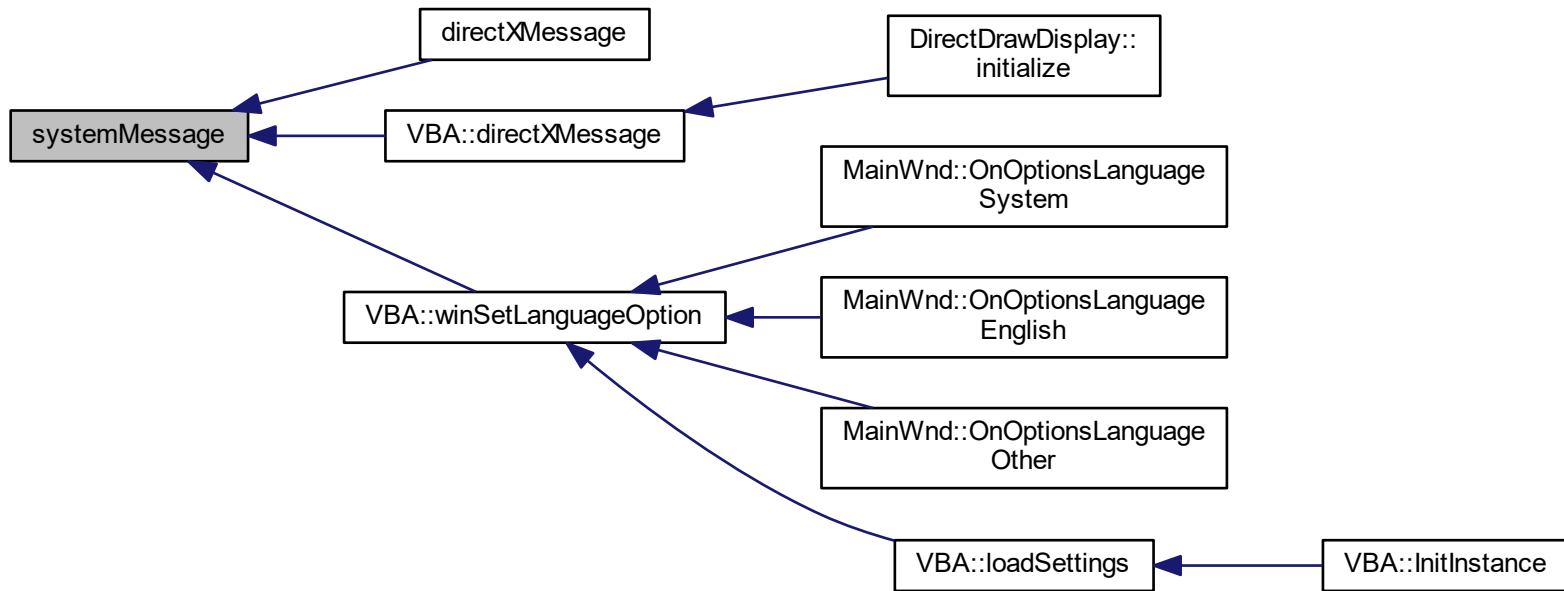 directXMessage
DirectDrawDisplay::
initialize
systemMessage
VBA::directXMessage
MainWnd::OnOptionsLanguage
System
VBA::winSetLanguageOption
MainWnd::OnOptionsLanguage
English
MainWnd::OnOptionsLanguage
Other
VBA::loadSettings
VBA::InitInstance